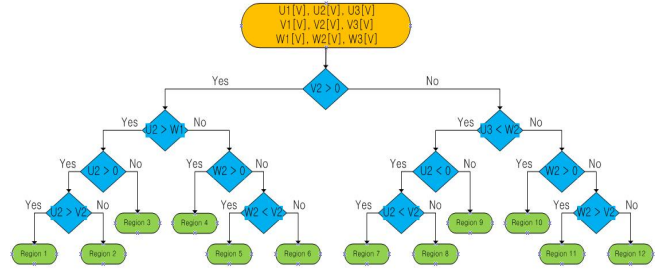 U1[V], U2[V], U3[V]
V1[V], V2[V], V3[V]
W1[V], W2[V], W3[V]
Yes
V2 > 0
No
Yes
U2 > W1
No
Yes
U3 < W2
No
Yes
U2 > 0
No
Yes
W2 > 0
No
Yes
U2 < 0
No
Yes
W2 > 0
No
Yes
U2 > V2
No
Region 3
Region 4
Yes
W2 < V2
No
Yes
U2 < V2
No
Region 9
Region 10
Yes
W2 > V2
No
Region 1
Region 2
Region 5
Region 6
Region 7
Region 8
Region 11
Region 12